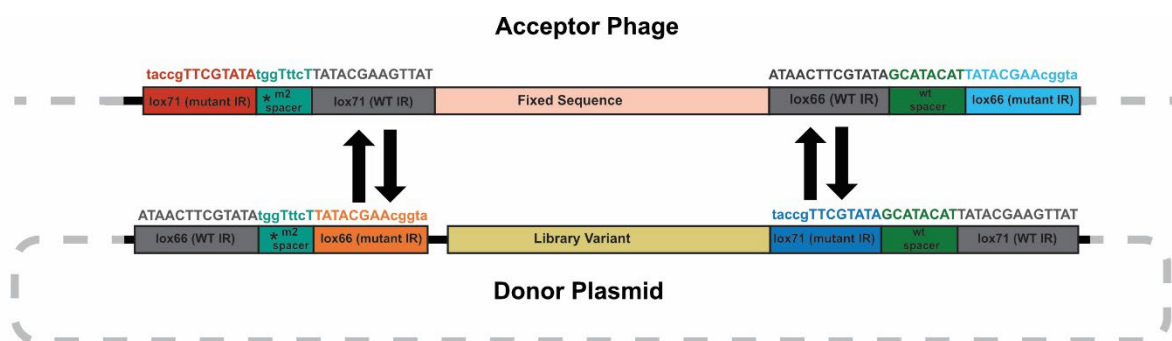 Acceptor Phage
taccgTTCGTATAtggTttcTTATACGAAGTTAT ATAACTTCGTATAGCATACATTATACGAAcggta
lox71 (mutant IR) * m2 spacer lox71 (WT IR) Fixed Sequence lox66 (WT IR) wt spacer lox66 (mutant IR)
ATAACTTCGTATAtggTttcTTATACGAAcggta taccgTTCGTATAGCATACATTATACGAAGTTAT
lox66 (WT IR) * m2 spacer lox66 (mutant IR) Library Variant lox71 (mutant IR) wt spacer lox71 (WT IR)
Donor Plasmid